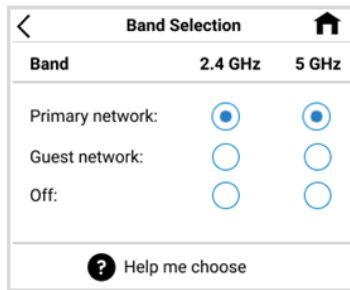 Band Selection
Band 2.4 GHz 5 GHz
Primary network:
Guest network:
Off:
? Help me choose